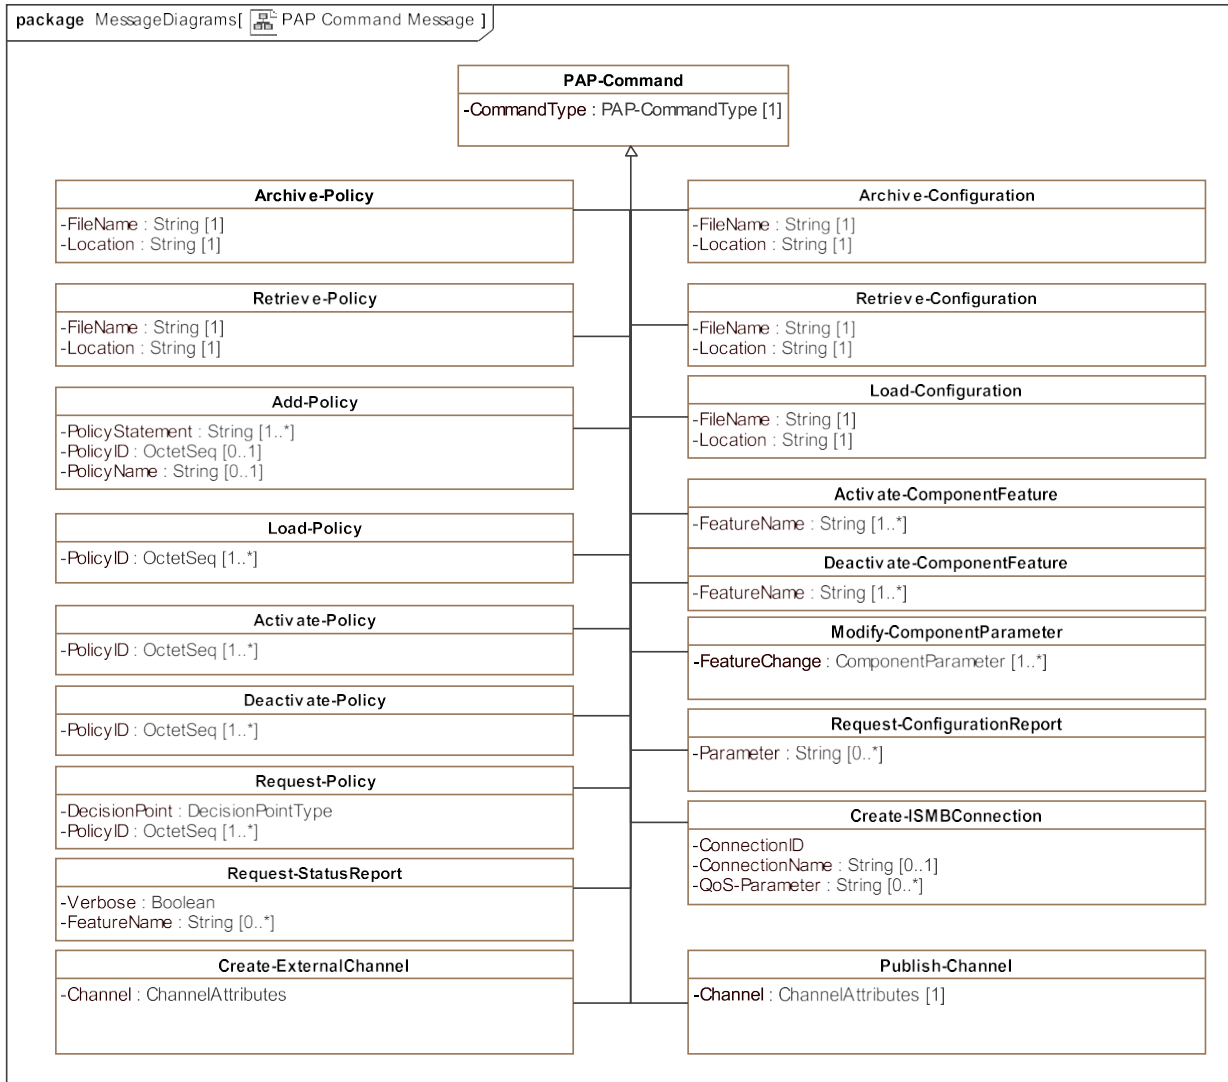 package MessageDiagrams[ PAP Command Message ]
PAP-Command
-CommandType : PAP-CommandType [1]
Archive-Policy
-FileName : String [1]
-Location : String [1]
Retrieve-Policy
-FileName : String [1]
-Location : String [1]
Add-Policy
-PolicyStatement : String [1..*]
-PolicyID : OctetSeq [0..1]
-PolicyName : String [0..1]
Load-Policy
-PolicyID : OctetSeq [1..*]
Activate-Policy
-PolicyID : OctetSeq [1..*]
Deactivate-Policy
-PolicyID : OctetSeq [1..*]
Request-Policy
-DecisionPoint : DecisionPointType
-PolicyID : OctetSeq [1..*]
Request-StatusReport
-Verbose : Boolean
-FeatureName : String [0..*]
Create-ExternalChannel
-Channel : ChannelAttributes
Archive-Configuration
-FileName : String [1]
-Location : String [1]
Retrieve-Configuration
-FileName : String [1]
-Location : String [1]
Load-Configuration
-FileName : String [1]
-Location : String [1]
Activate-ComponentFeature
-FeatureName : String [1..*]
Deactivate-ComponentFeature
-FeatureName : String [1..*]
Modify-ComponentParameter
-FeatureChange : ComponentParameter [1..*]
Request-ConfigurationReport
-Parameter : String [0..*]
Create-ISMBConnection
-ConnectionID
-ConnectionName : String [0..1]
-QoS-Parameter : String [0..*]
Publish-Channel
-Channel : ChannelAttributes [1]